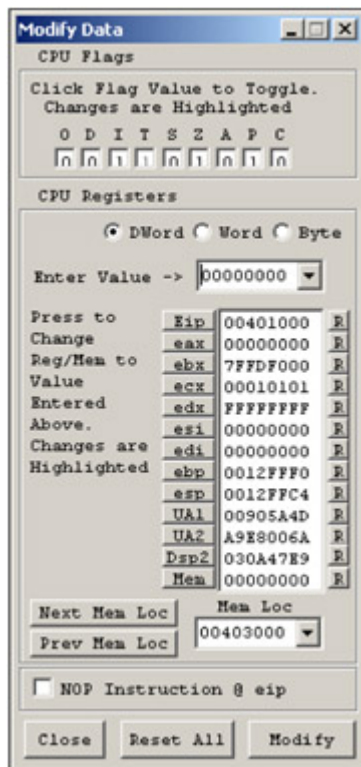 Modify Data
CPU Flags
Click Flag Value to Toggle.
Changes are Highlighted
O D I T S Z A P C
0 0 1 1 0 1 0 1 0
CPU Registers
DWord Word Byte
Enter Value -> 00000000
Press to
Change
Reg/Mem to
Value
Entered
Above.
Changes are
Highlighted
Eip 00401000 R
eax 00000000 R
ebx 7FFDF000 R
ecx 00010101 R
edx FFFFFFFF R
esi 00000000 R
edi 00000000 R
ebp 0012FFF0 R
esp 0012FFC4 R
UA1 00905A4D R
UA2 A9E8006A R
Dsp2 030A47E9 R
Mem 00000000 R
Next Mem Loc
Prev Mem Loc
Mem Loc
00403000
NOP Instruction @ eip
Close Reset All Modify